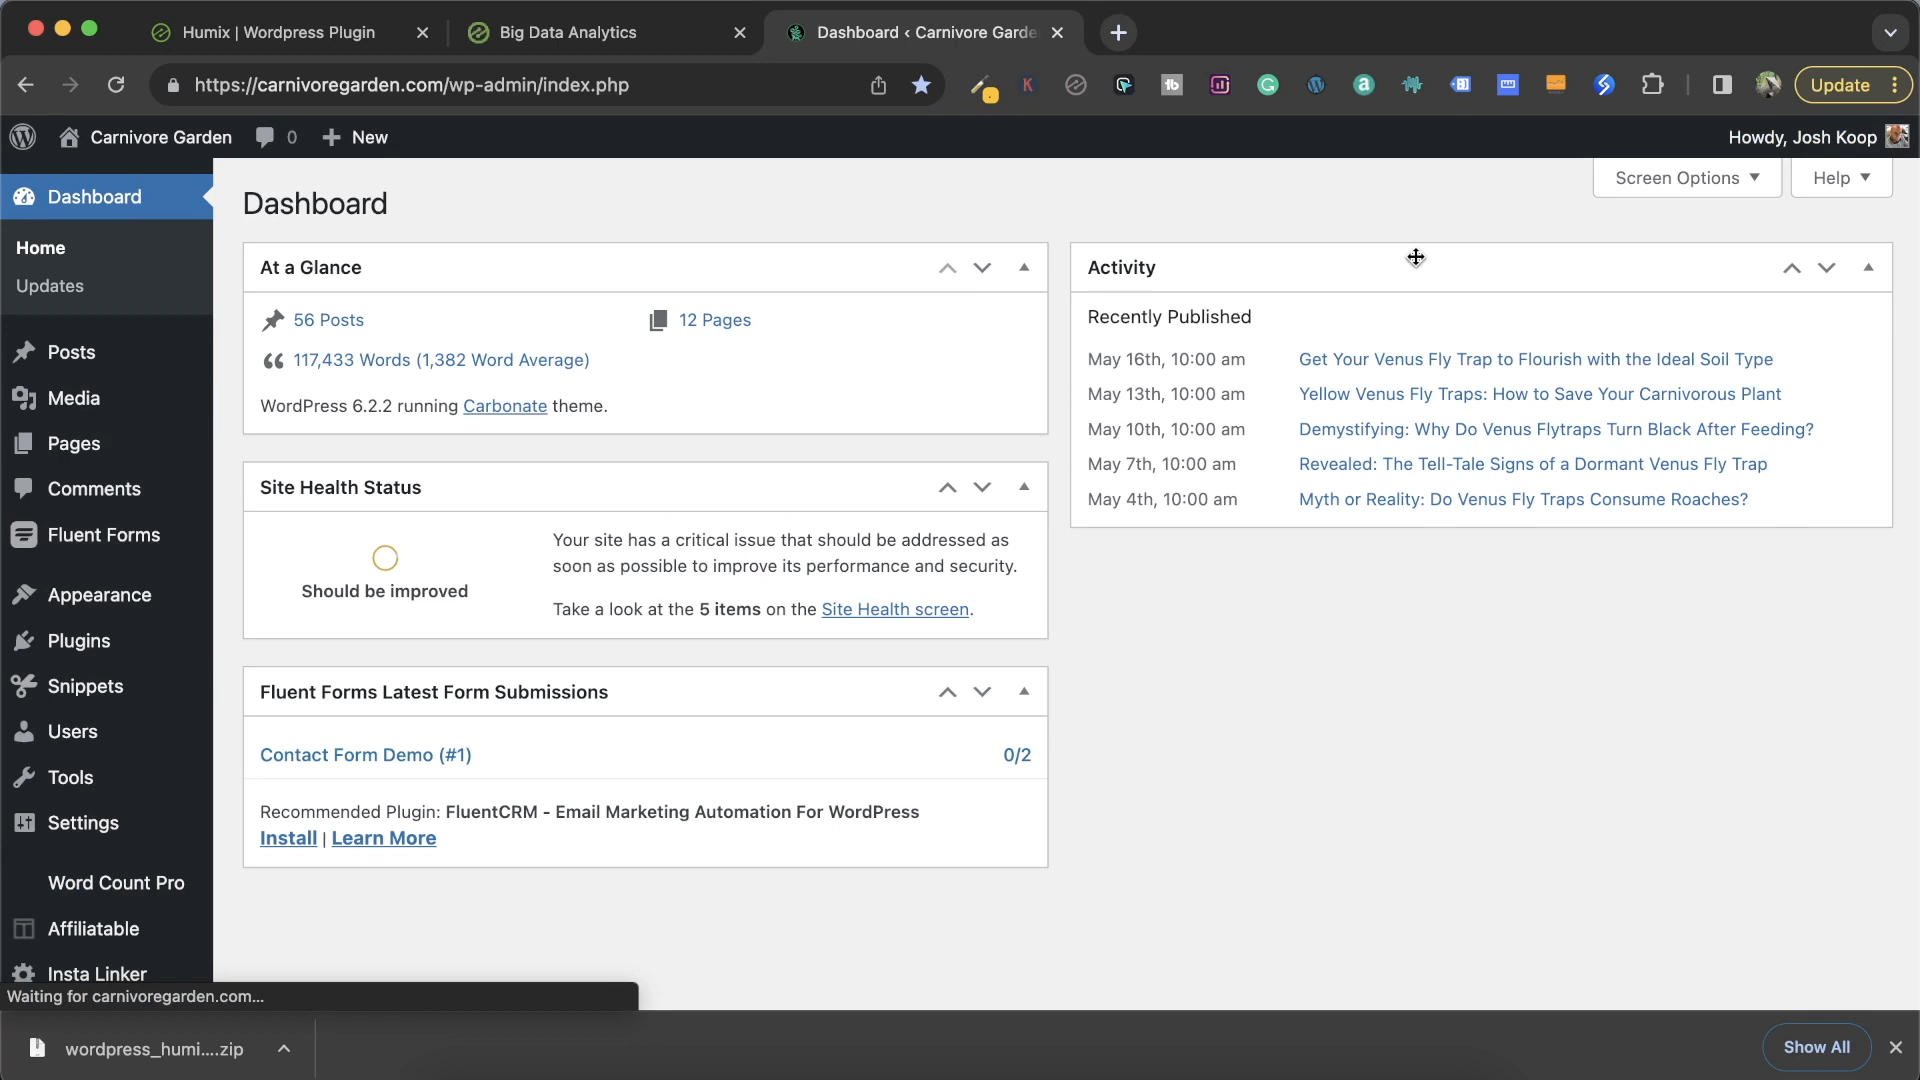 Humix | Wordpress Plugin
Big Data Analytics
Dashboard ‹ Carnivore Garde
https://carnivoregarden.com/wp-admin/index.php
Update
Carnivore Garden
0
New
Howdy, Josh Koop
Screen Options
Help
Dashboard
Home
Updates
Posts
Media
Pages
Comments
Fluent Forms
Appearance
Plugins
Snippets
Users
Tools
Settings
Word Count Pro
Affiliatable
Insta Linker
Dashboard
At a Glance
56 Posts
12 Pages
117,433 Words (1,382 Word Average)
WordPress 6.2.2 running Carbonate theme.
Site Health Status
Should be improved
Your site has a critical issue that should be addressed as
soon as possible to improve its performance and security.
Take a look at the 5 items on the Site Health screen.
Fluent Forms Latest Form Submissions
Contact Form Demo (#1)
0/2
Recommended Plugin: FluentCRM - Email Marketing Automation For WordPress
Install | Learn More
Activity
Recently Published
May 16th, 10:00 am Get Your Venus Fly Trap to Flourish with the Ideal Soil Type
May 13th, 10:00 am Yellow Venus Fly Traps: How to Save Your Carnivorous Plant
May 10th, 10:00 am Demystifying: Why Do Venus Flytraps Turn Black After Feeding?
May 7th, 10:00 am Revealed: The Tell-Tale Signs of a Dormant Venus Fly Trap
May 4th, 10:00 am Myth or Reality: Do Venus Fly Traps Consume Roaches?
Waiting for carnivoregarden.com...
wordpress_humi....zip
Show All